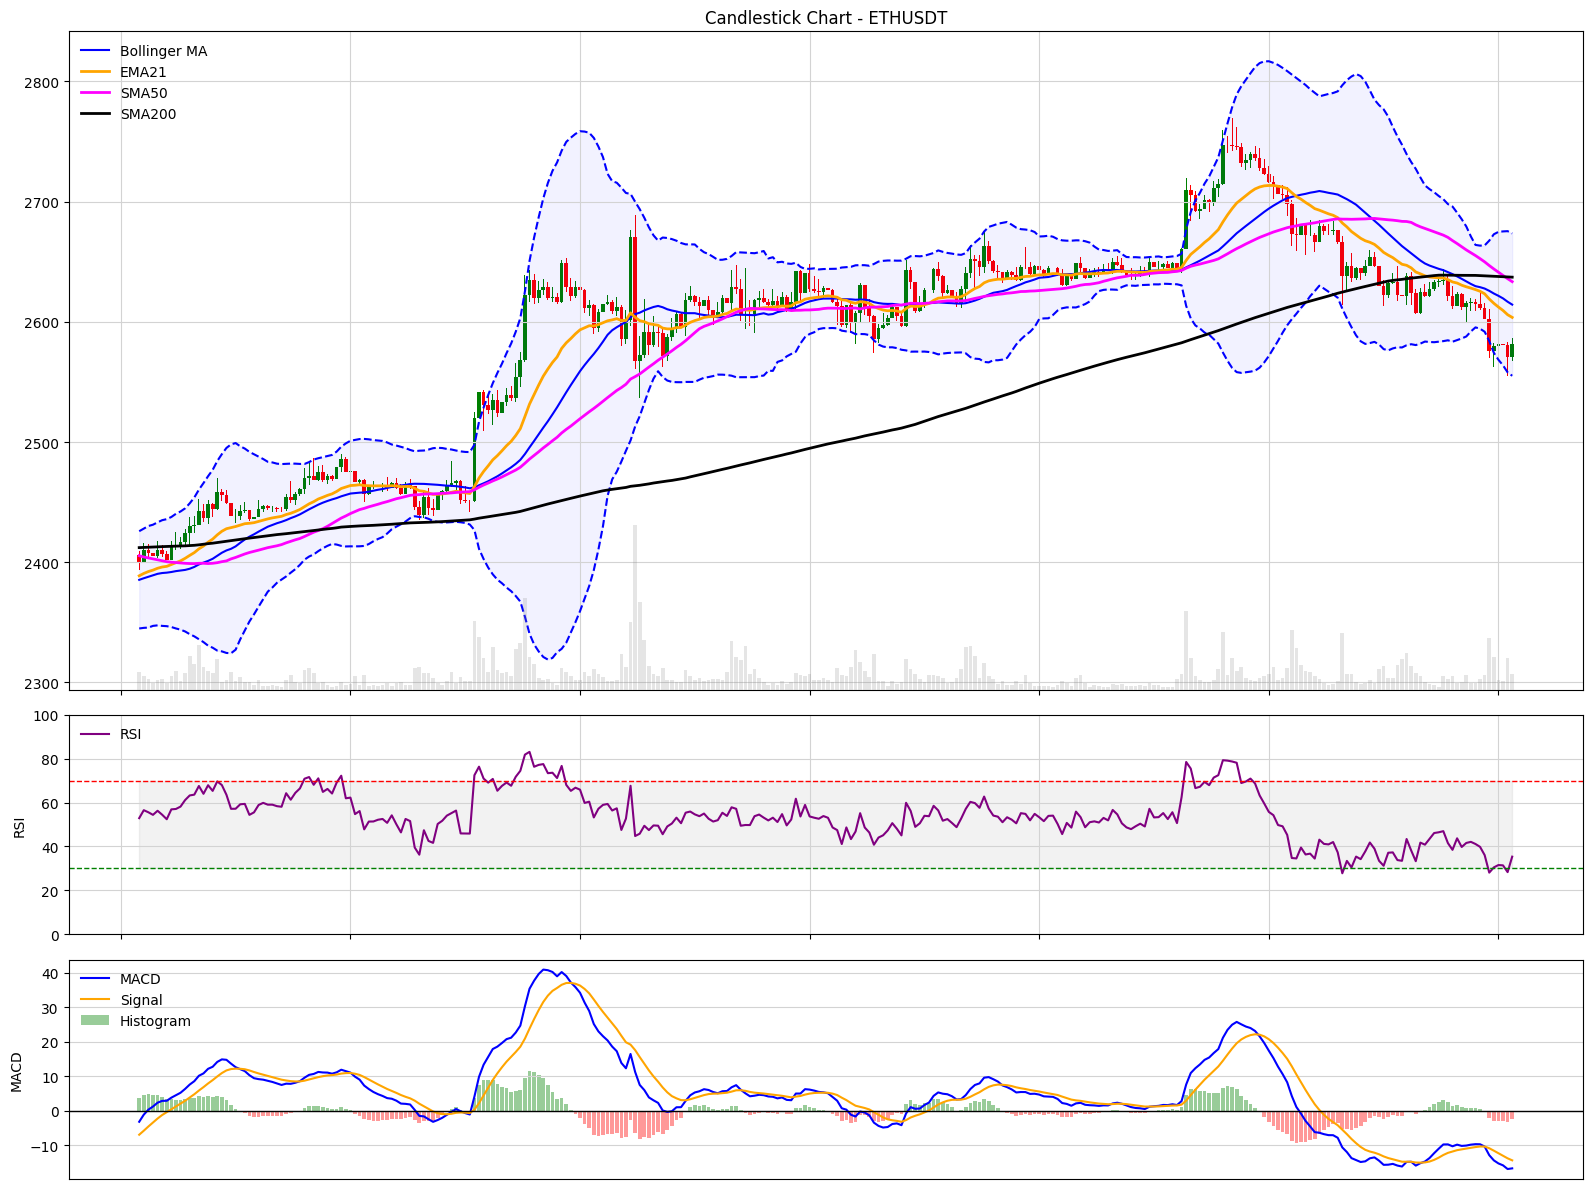 Candlestick Chart - ETHUSDT
Bollinger MA
EMA21
SMA50
SMA200
2800
2700
2600
2500
2400
2300
RSI
100
80
60
40
20
0
RSI
MACD
Signal
Histogram
40
30
20
10
0
−10
MACD